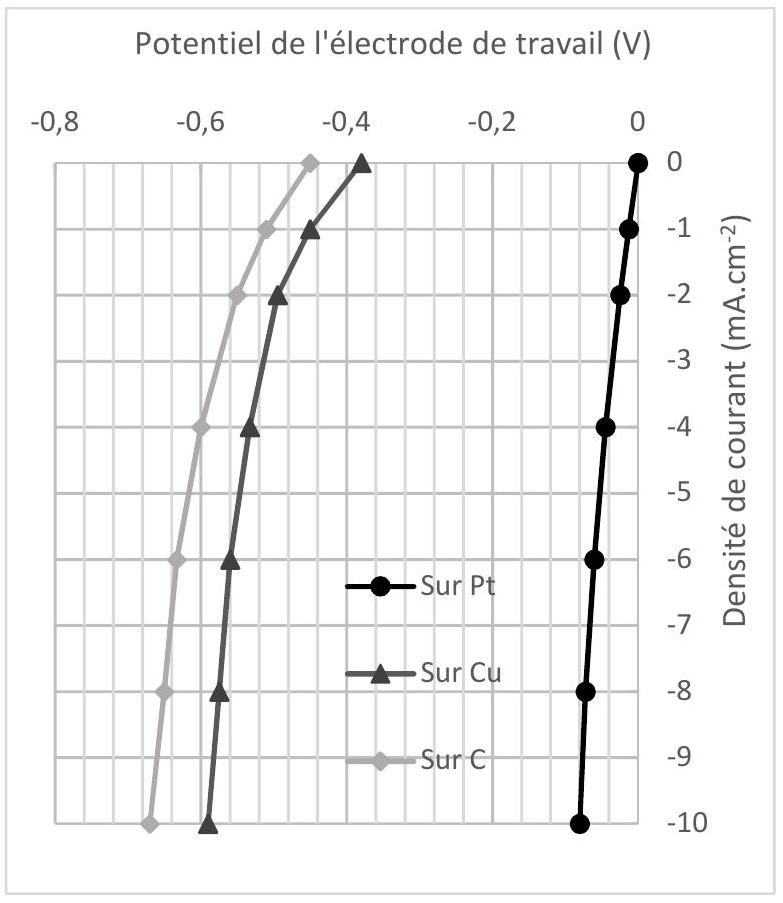 Potentiel de l'électrode de travail (V)
-0,8 -0,6 -0,4 -0,2 0
0
-1
-2
-3
-4
-5
-6
-7
-8
-9
-10
Densité de courant (mA.cm-2)
Sur Pt
Sur Cu
Sur C